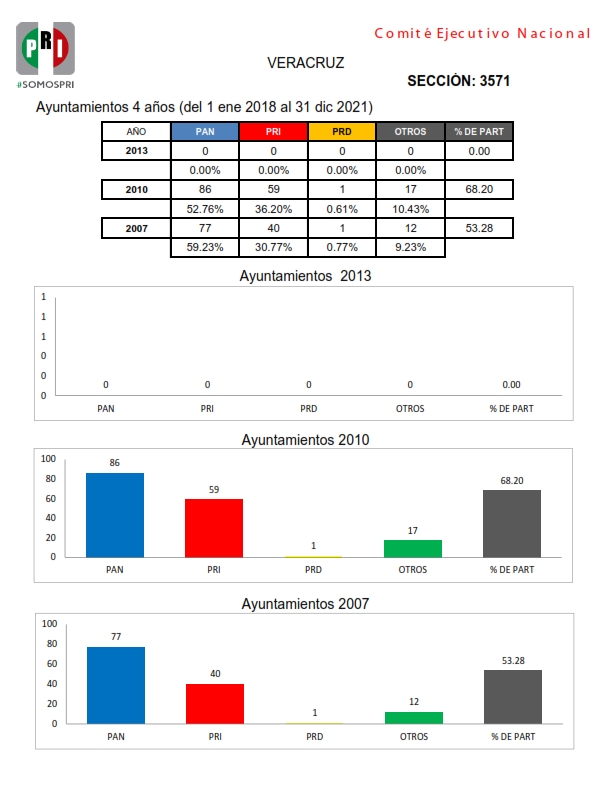 Comité Ejecutivo Nacional
PRI
#SOMOSPRI
VERACRUZ
SECCIÓN: 3571
Ayuntamientos 4 años (del 1 ene 2018 al 31 dic 2021)
AÑO PAN PRI PRD OTROS % DE PART
2013 0 0 0 0 0.00
0.00% 0.00% 0.00% 0.00%
2010 86 59 1 17 68.20
52.76% 36.20% 0.61% 10.43%
2007 77 40 1 12 53.28
59.23% 30.77% 0.77% 9.23%
Ayuntamientos 2013
1
1
1
0
0
0
0 0 0 0 0.00
PAN PRI PRD OTROS % DE PART
Ayuntamientos 2010
100
80
60
40
20
0
86 59 1 17 68.20
PAN PRI PRD OTROS % DE PART
Ayuntamientos 2007
100
80
60
40
20
0
77 40 1 12 53.28
PAN PRI PRD OTROS % DE PART